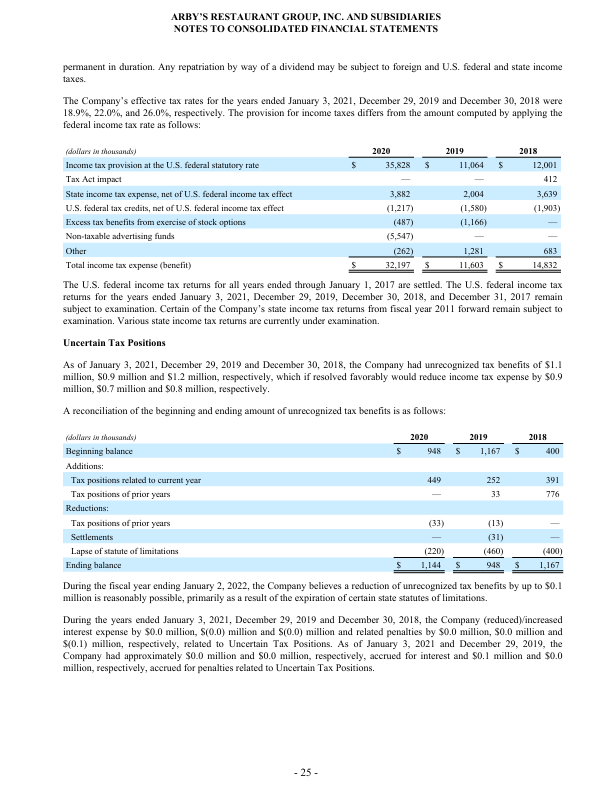 ARBY'S RESTAURANT GROUP, INC. AND SUBSIDIARIES
NOTES TO CONSOLIDATED FINANCIAL STATEMENTS
permanent in duration. Any repatriation by way of a dividend may be subject to foreign and U.S. federal and state income
taxes.
The Company's effective tax rates for the years ended January 3, 2021, December 29, 2019 and December 30, 2018 were
18.9%, 22.0%, and 26.0%, respectively. The provision for income taxes differs from the amount computed by applying the
federal income tax rate as follows:
(dollars in thousands) 2020 2019 2018
Income tax provision at the U.S. federal statutory rate $ 35,828 $ 11,064 $ 12,001
Tax Act impact — — 412
State income tax expense, net of U.S. federal income tax effect 3,882 2,004 3,639
U.S. federal tax credits, net of U.S. federal income tax effect (1,217) (1,580) (1,903)
Excess tax benefits from exercise of stock options (487) (1,166) —
Non-taxable advertising funds (5,547) — —
Other (262) 1,281 683
Total income tax expense (benefit) $ 32,197 $ 11,603 $ 14,832
The U.S. federal income tax returns for all years ended through January 1, 2017 are settled. The U.S. federal income tax
returns for the years ended January 3, 2021, December 29, 2019, December 30, 2018, and December 31, 2017 remain
subject to examination. Certain of the Company's state income tax returns from fiscal year 2011 forward remain subject to
examination. Various state income tax returns are currently under examination.
Uncertain Tax Positions
As of January 3, 2021, December 29, 2019 and December 30, 2018, the Company had unrecognized tax benefits of $1.1
million, $0.9 million and $1.2 million, respectively, which if resolved favorably would reduce income tax expense by $0.9
million, $0.7 million and $0.8 million, respectively.
A reconciliation of the beginning and ending amount of unrecognized tax benefits is as follows:
(dollars in thousands) 2020 2019 2018
Beginning balance $ 948 $ 1,167 $ 400
Additions:
Tax positions related to current year 449 252 391
Tax positions of prior years — 33 776
Reductions:
Tax positions of prior years (33) (13) —
Settlements — (31) —
Lapse of statute of limitations (220) (460) (400)
Ending balance $ 1,144 $ 948 $ 1,167
During the fiscal year ending January 2, 2022, the Company believes a reduction of unrecognized tax benefits by up to $0.1
million is reasonably possible, primarily as a result of the expiration of certain state statutes of limitations.
During the years ended January 3, 2021, December 29, 2019 and December 30, 2018, the Company (reduced)/increased
interest expense by $0.0 million, $(0.0) million and $(0.0) million and related penalties by $0.0 million, $0.0 million and
$(0.1) million, respectively, related to Uncertain Tax Positions. As of January 3, 2021 and December 29, 2019, the
Company had approximately $0.0 million and $0.0 million, respectively, accrued for interest and $0.1 million and $0.0
million, respectively, accrued for penalties related to Uncertain Tax Positions.
- 25 -